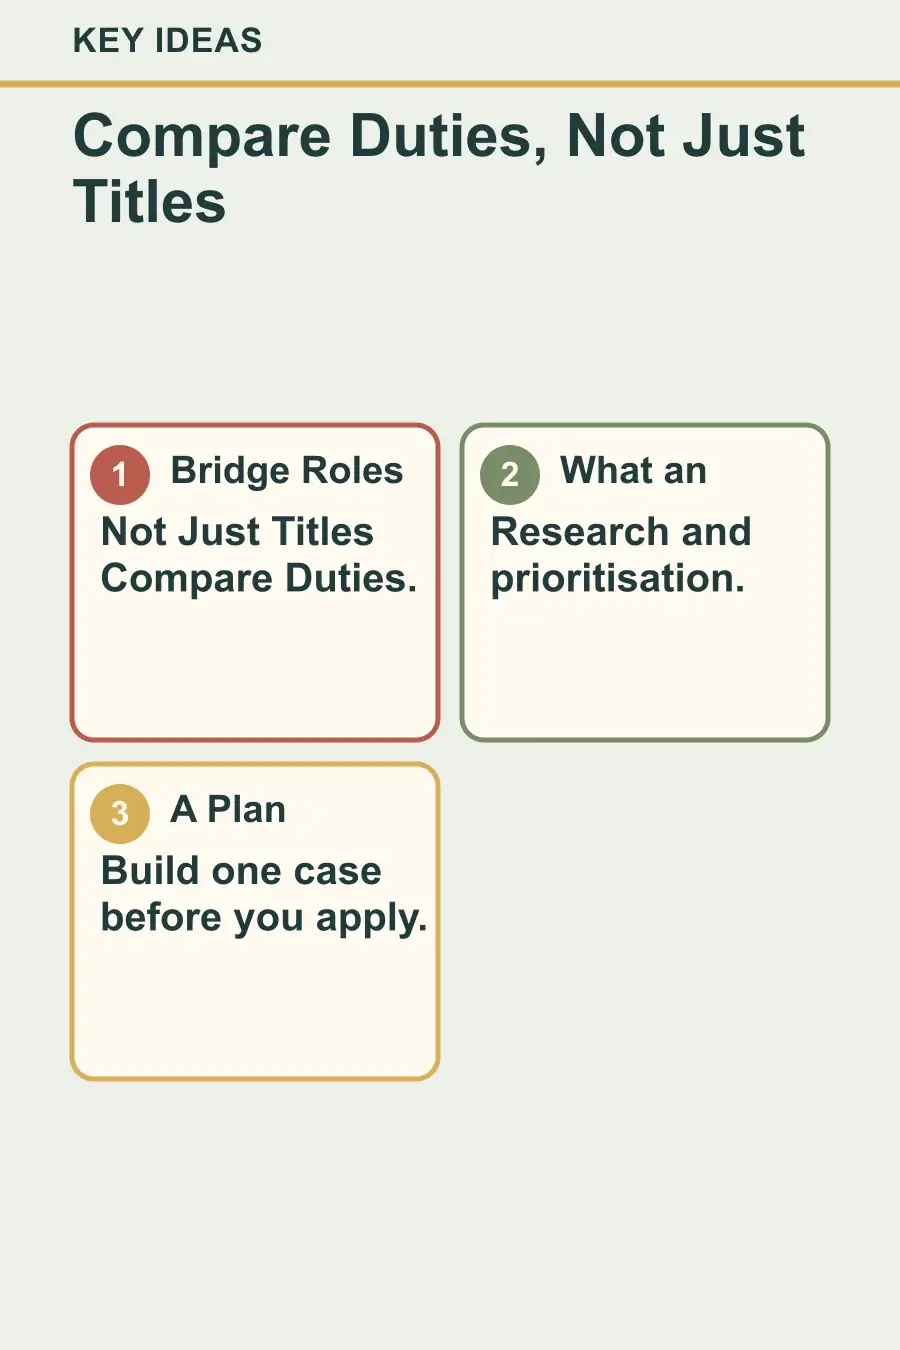 KEY IDEAS
Compare Duties, Not Just
Titles
1 Bridge Roles
Not Just Titles
Compare Duties.
2 What an
Research and
prioritisation.
3 A Plan
Build one case
before you apply.